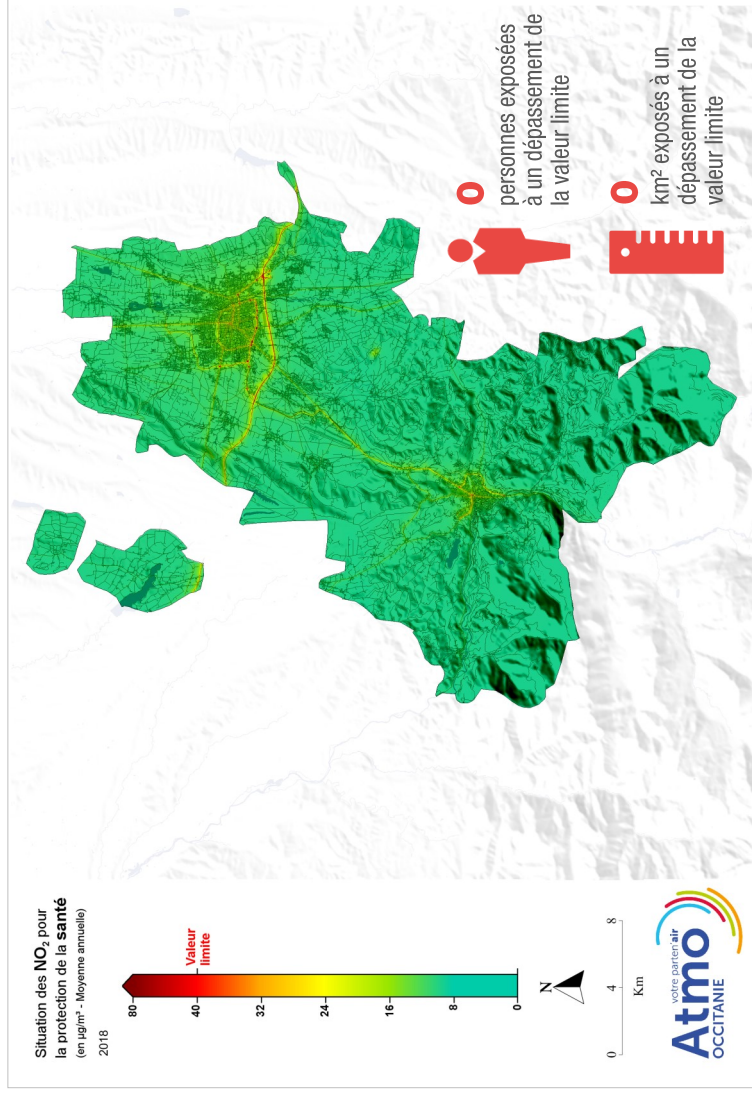 Situation des NO₂ pour
la protection de la santé
(en µg/m³ - Moyenne annuelle)
2018
80
40
32
24
16
8
0
Valeur
limite
N
0
4
8
Km
votre parten'air
Atmo
OCCITANIE
0
personnes exposées
à un dépassement de
la valeur limite
0
km² exposés à un
dépassement de la
valeur limite